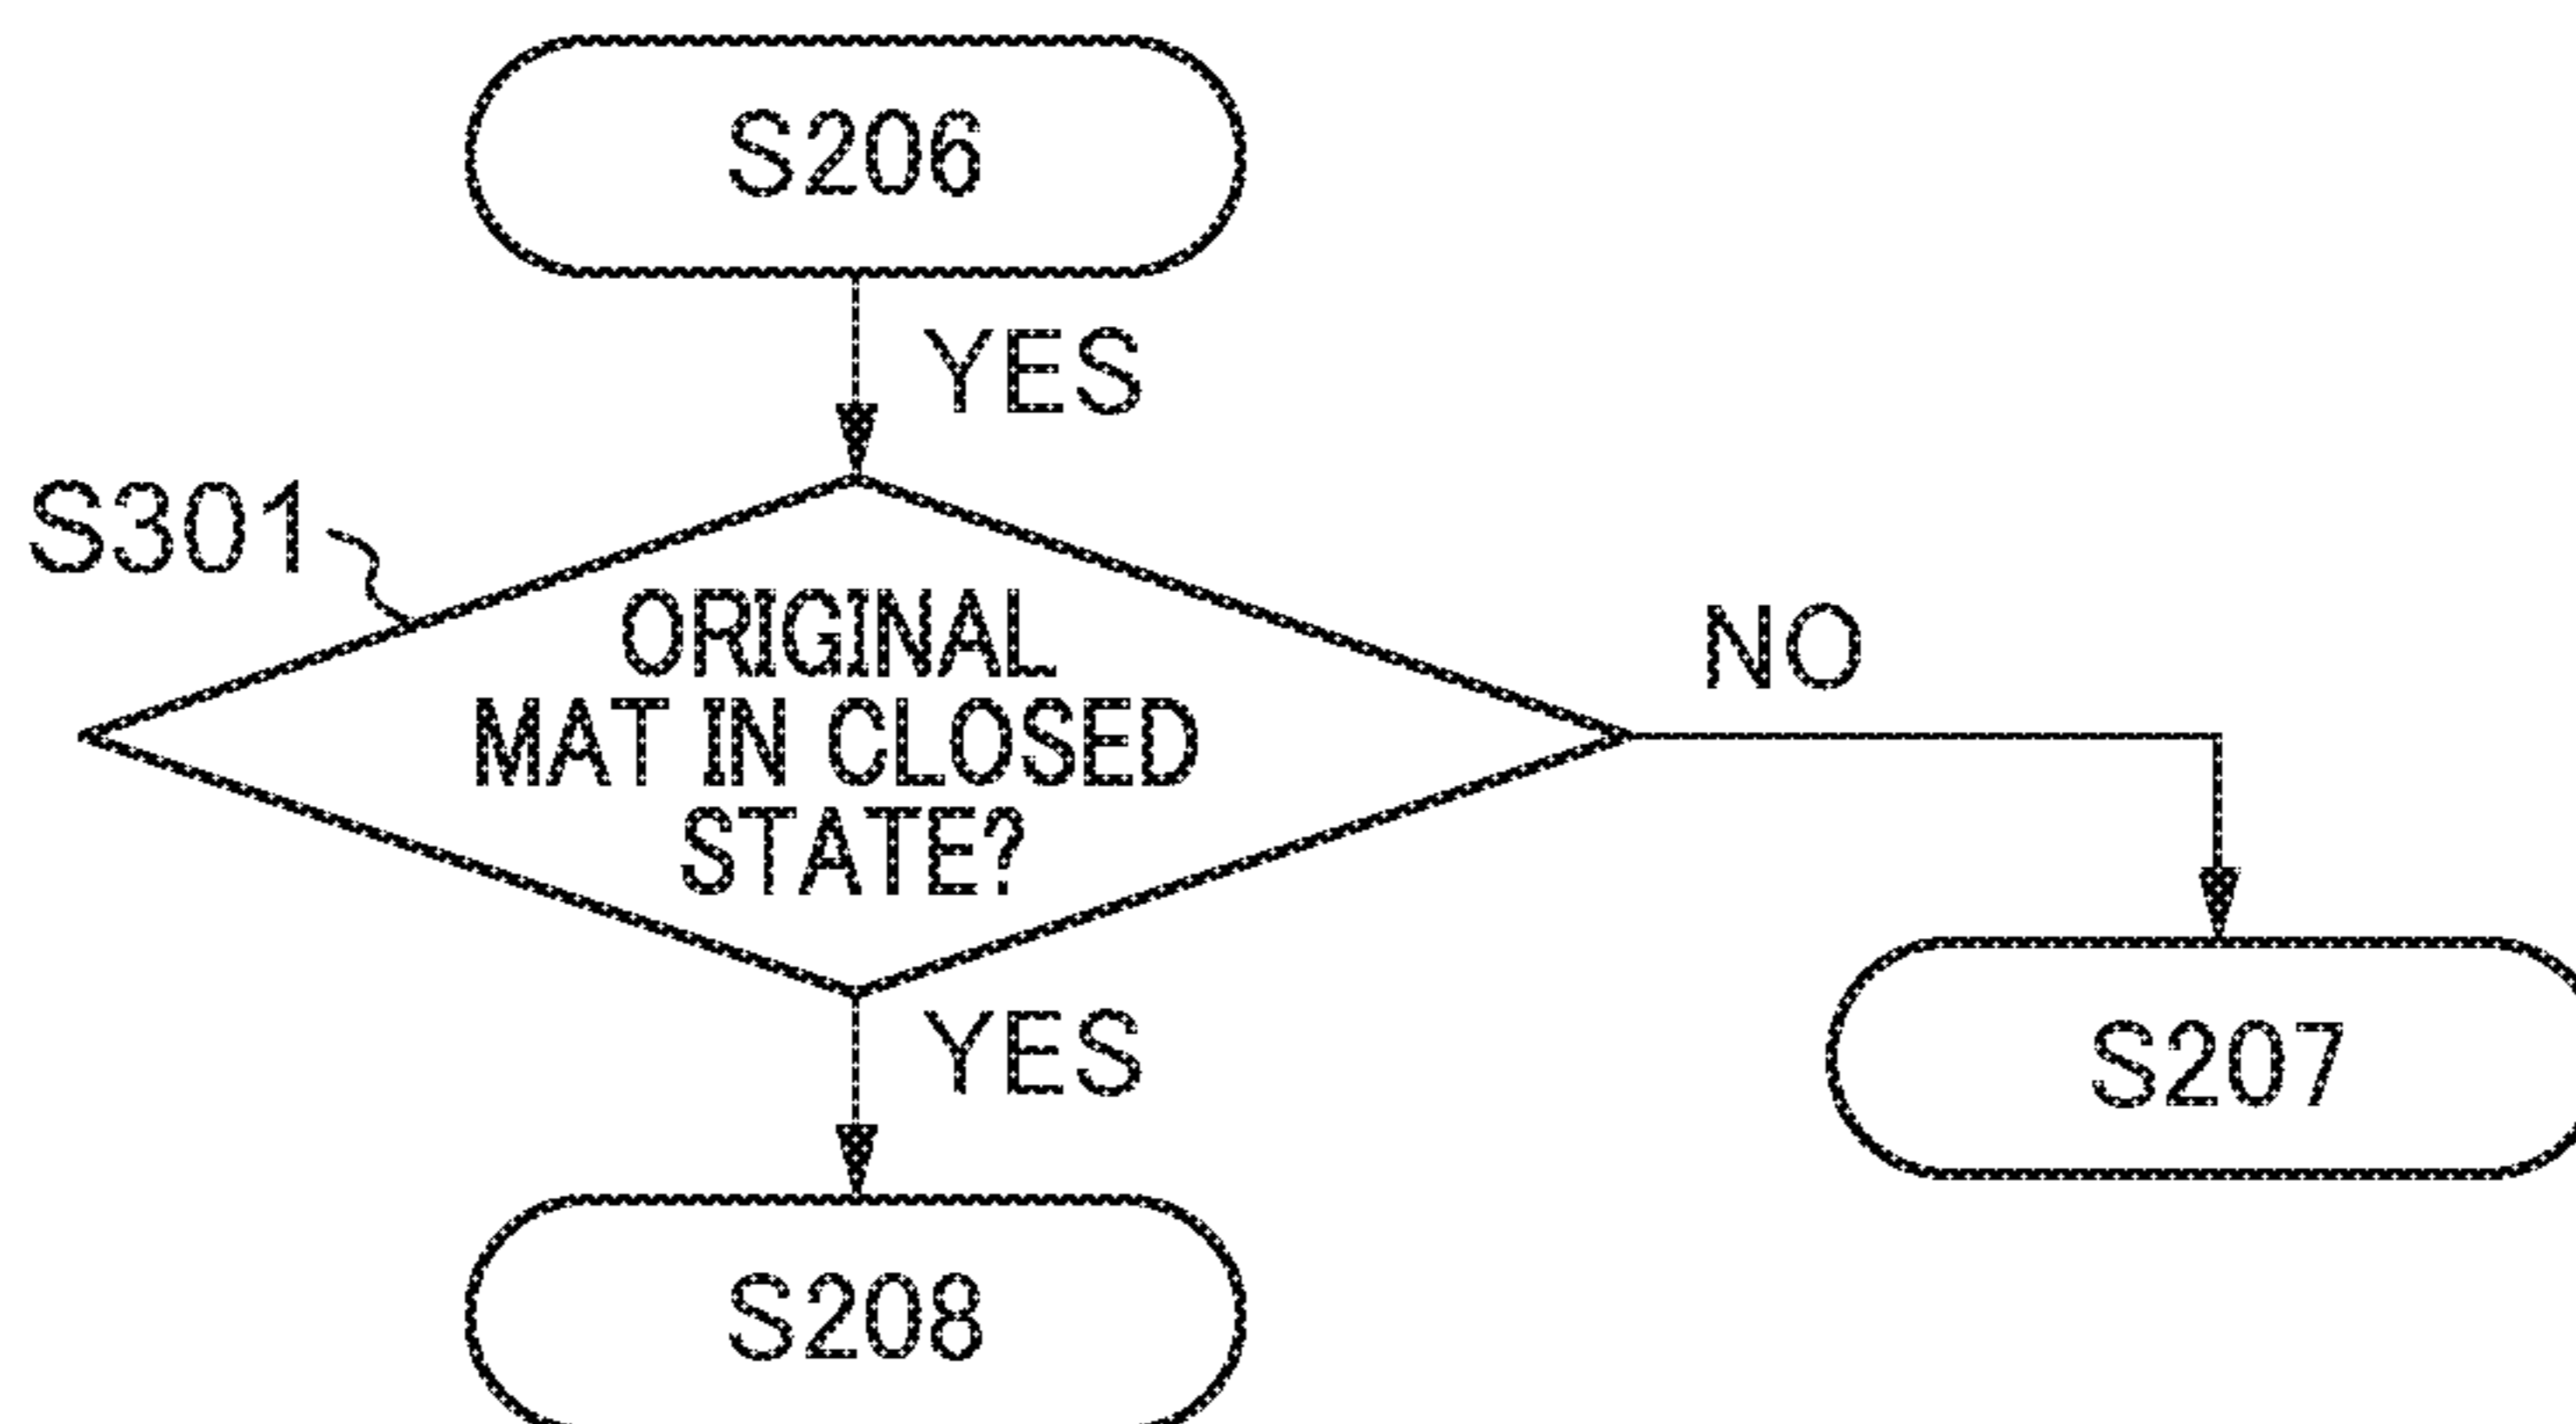 S206
YES
S301
ORIGINAL
MAT IN CLOSED
STATE?
NO
YES
S207
S208